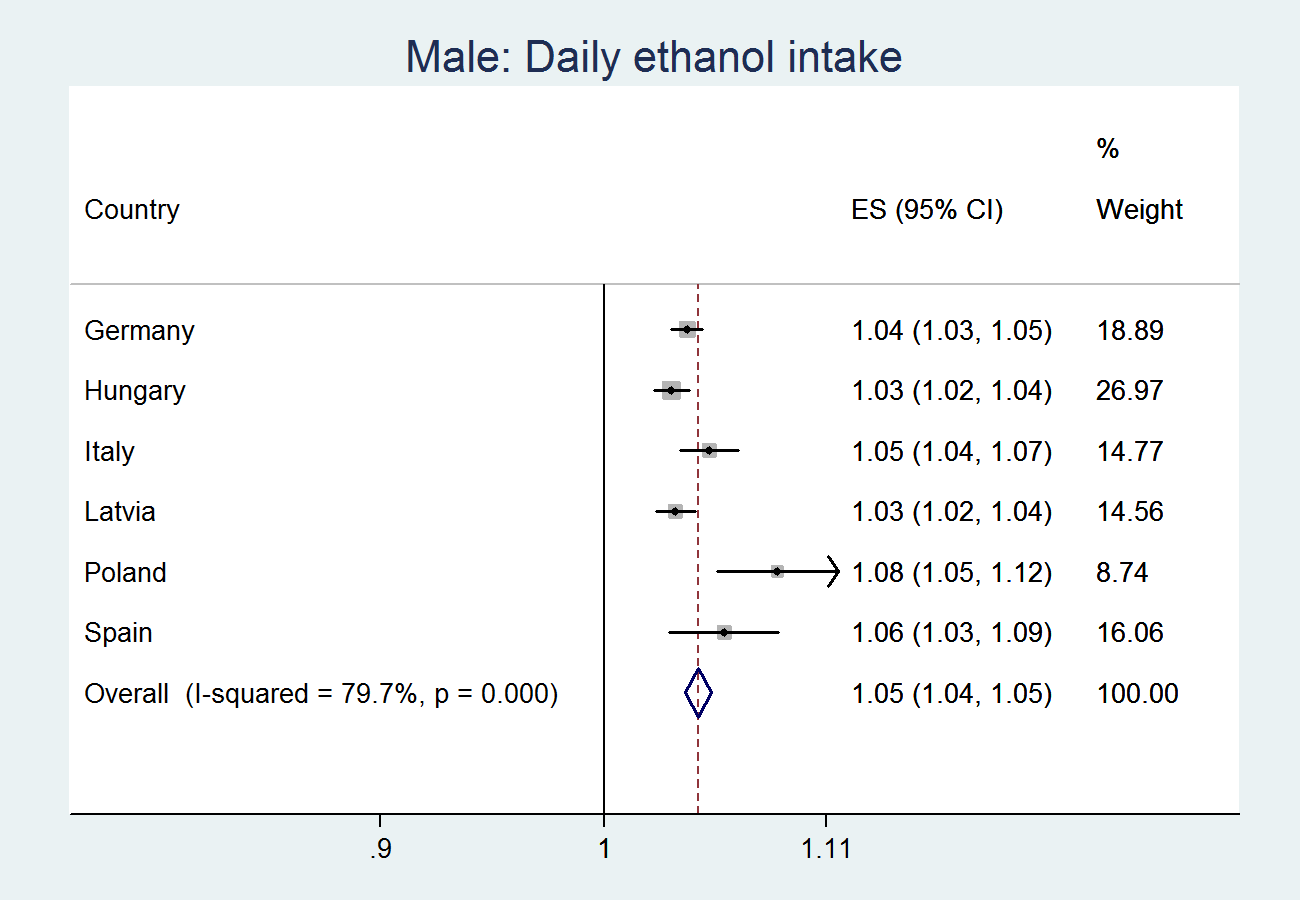 Male: Daily ethanol intake
%
Country ES (95% CI) Weight
Germany 1.04 (1.03, 1.05) 18.89
Hungary 1.03 (1.02, 1.04) 26.97
Italy 1.05 (1.04, 1.07) 14.77
Latvia 1.03 (1.02, 1.04) 14.56
Poland 1.08 (1.05, 1.12) 8.74
Spain 1.06 (1.03, 1.09) 16.06
Overall (I-squared = 79.7%, p = 0.000) 1.05 (1.04, 1.05) 100.00
.9 1 1.11